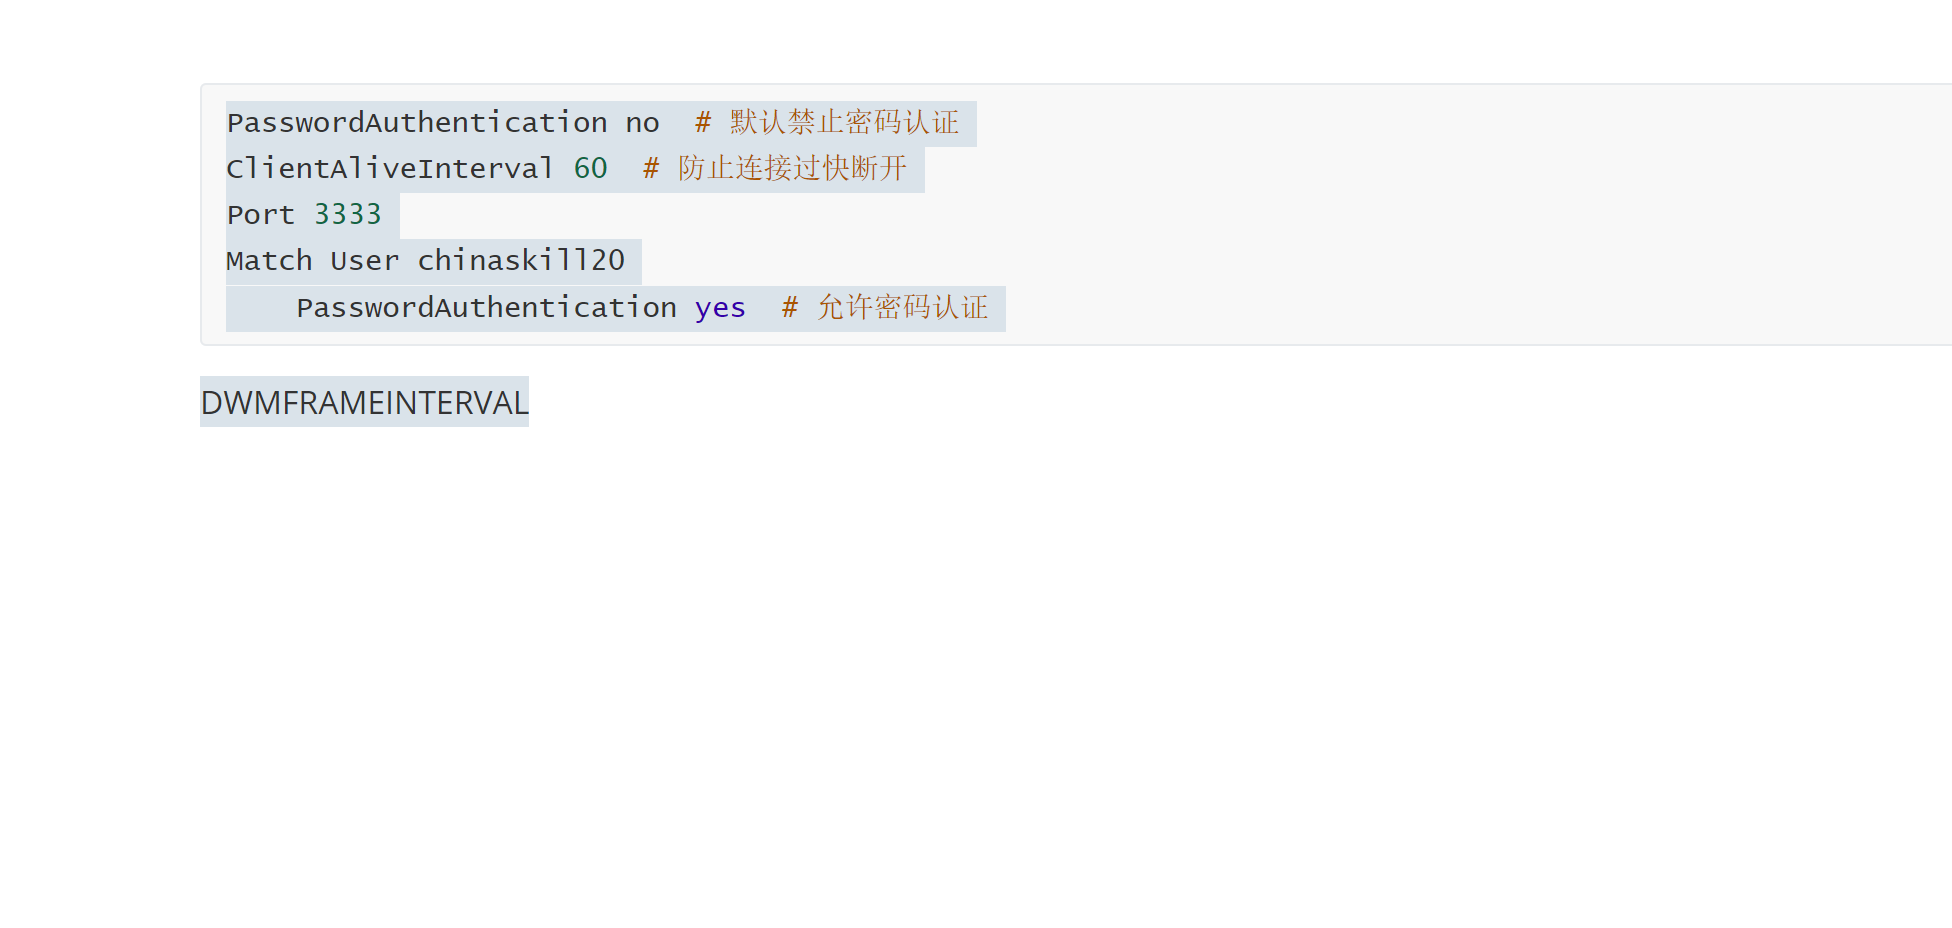 PasswordAuthentication no  # 默认禁止密码认证
ClientAliveInterval 60  # 防止连接过快断开
Port 3333
Match User chinaskill20
    PasswordAuthentication yes  # 允许密码认证
DWMFRAMEINTERVAL